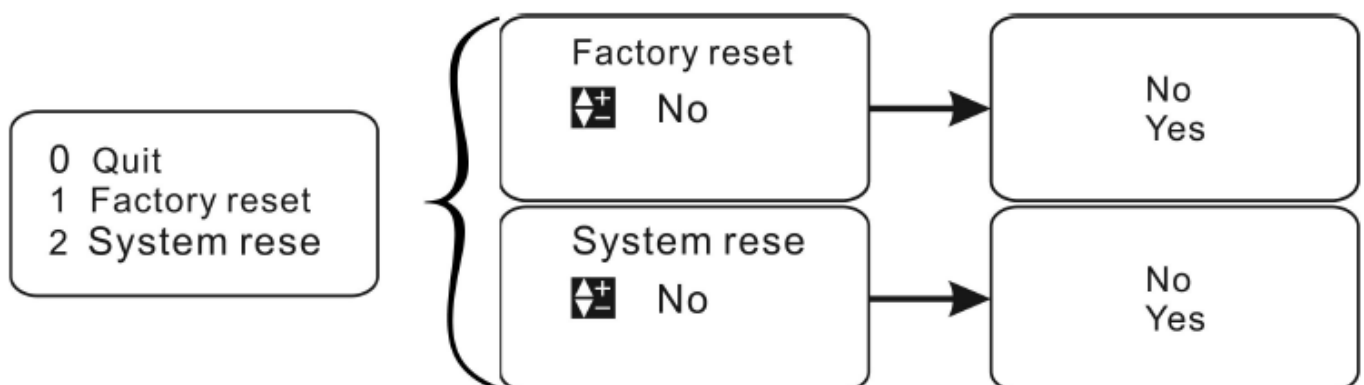 0 Quit
1 Factory reset
2 System rese
Factory reset
No
No
Yes
System rese
No
No
Yes